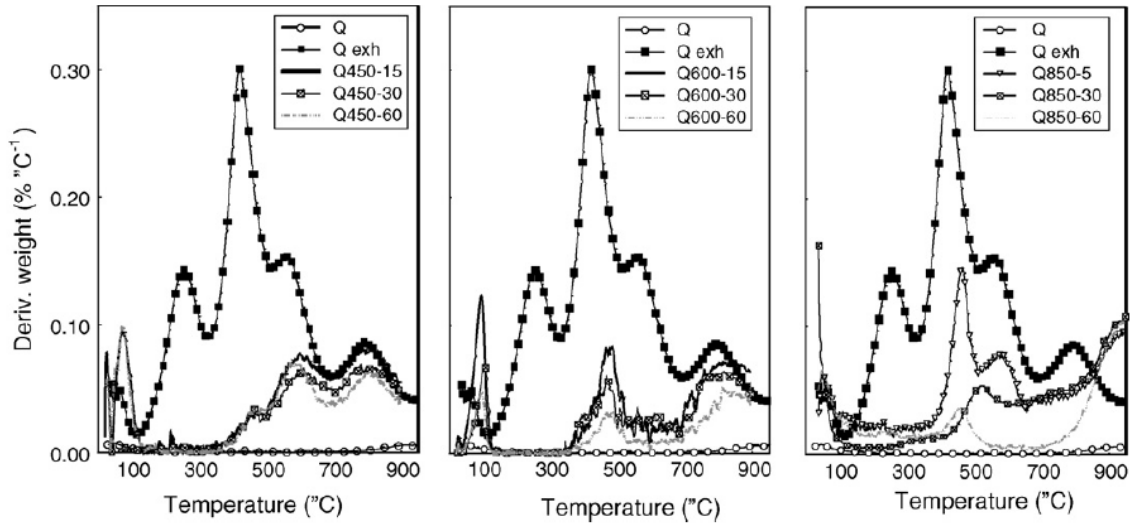 Deriv. weight (% "C-1)
0.30
0.20
0.10
0.00
Q
Q exh
Q450-15
Q450-30
Q450-60
100 300 500 700 900
Temperature ("C)
Q
Q exh
Q600-15
Q600-30
Q600-60
100 300 500 700 900
Temperature ("C)
Q
Q exh
Q850-5
Q850-30
Q850-60
100 300 500 700 900
Temperature ("C)